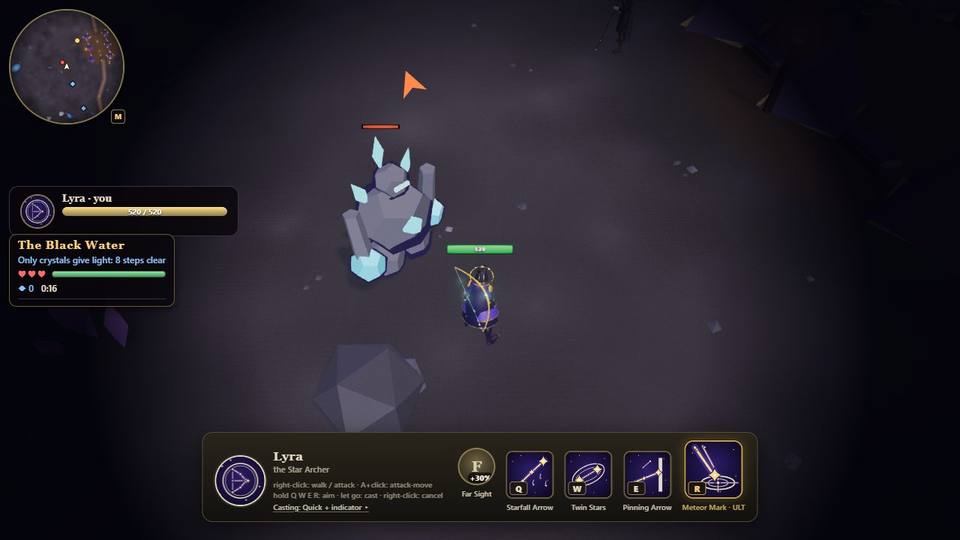 M
Lyra · you
520 / 520
The Black Water
Only crystals give light: 8 steps clear
0 0:16
Lyra
the Star Archer
right-click: walk / attack · A+click: attack-move
hold Q W E R: aim · let go: cast · right-click: cancel
Casting: Quick + indicator
F
+30%
Far Sight
Q
Starfall Arrow
W
Twin Stars
E
Pinning Arrow
R
Meteor Mark · ULT